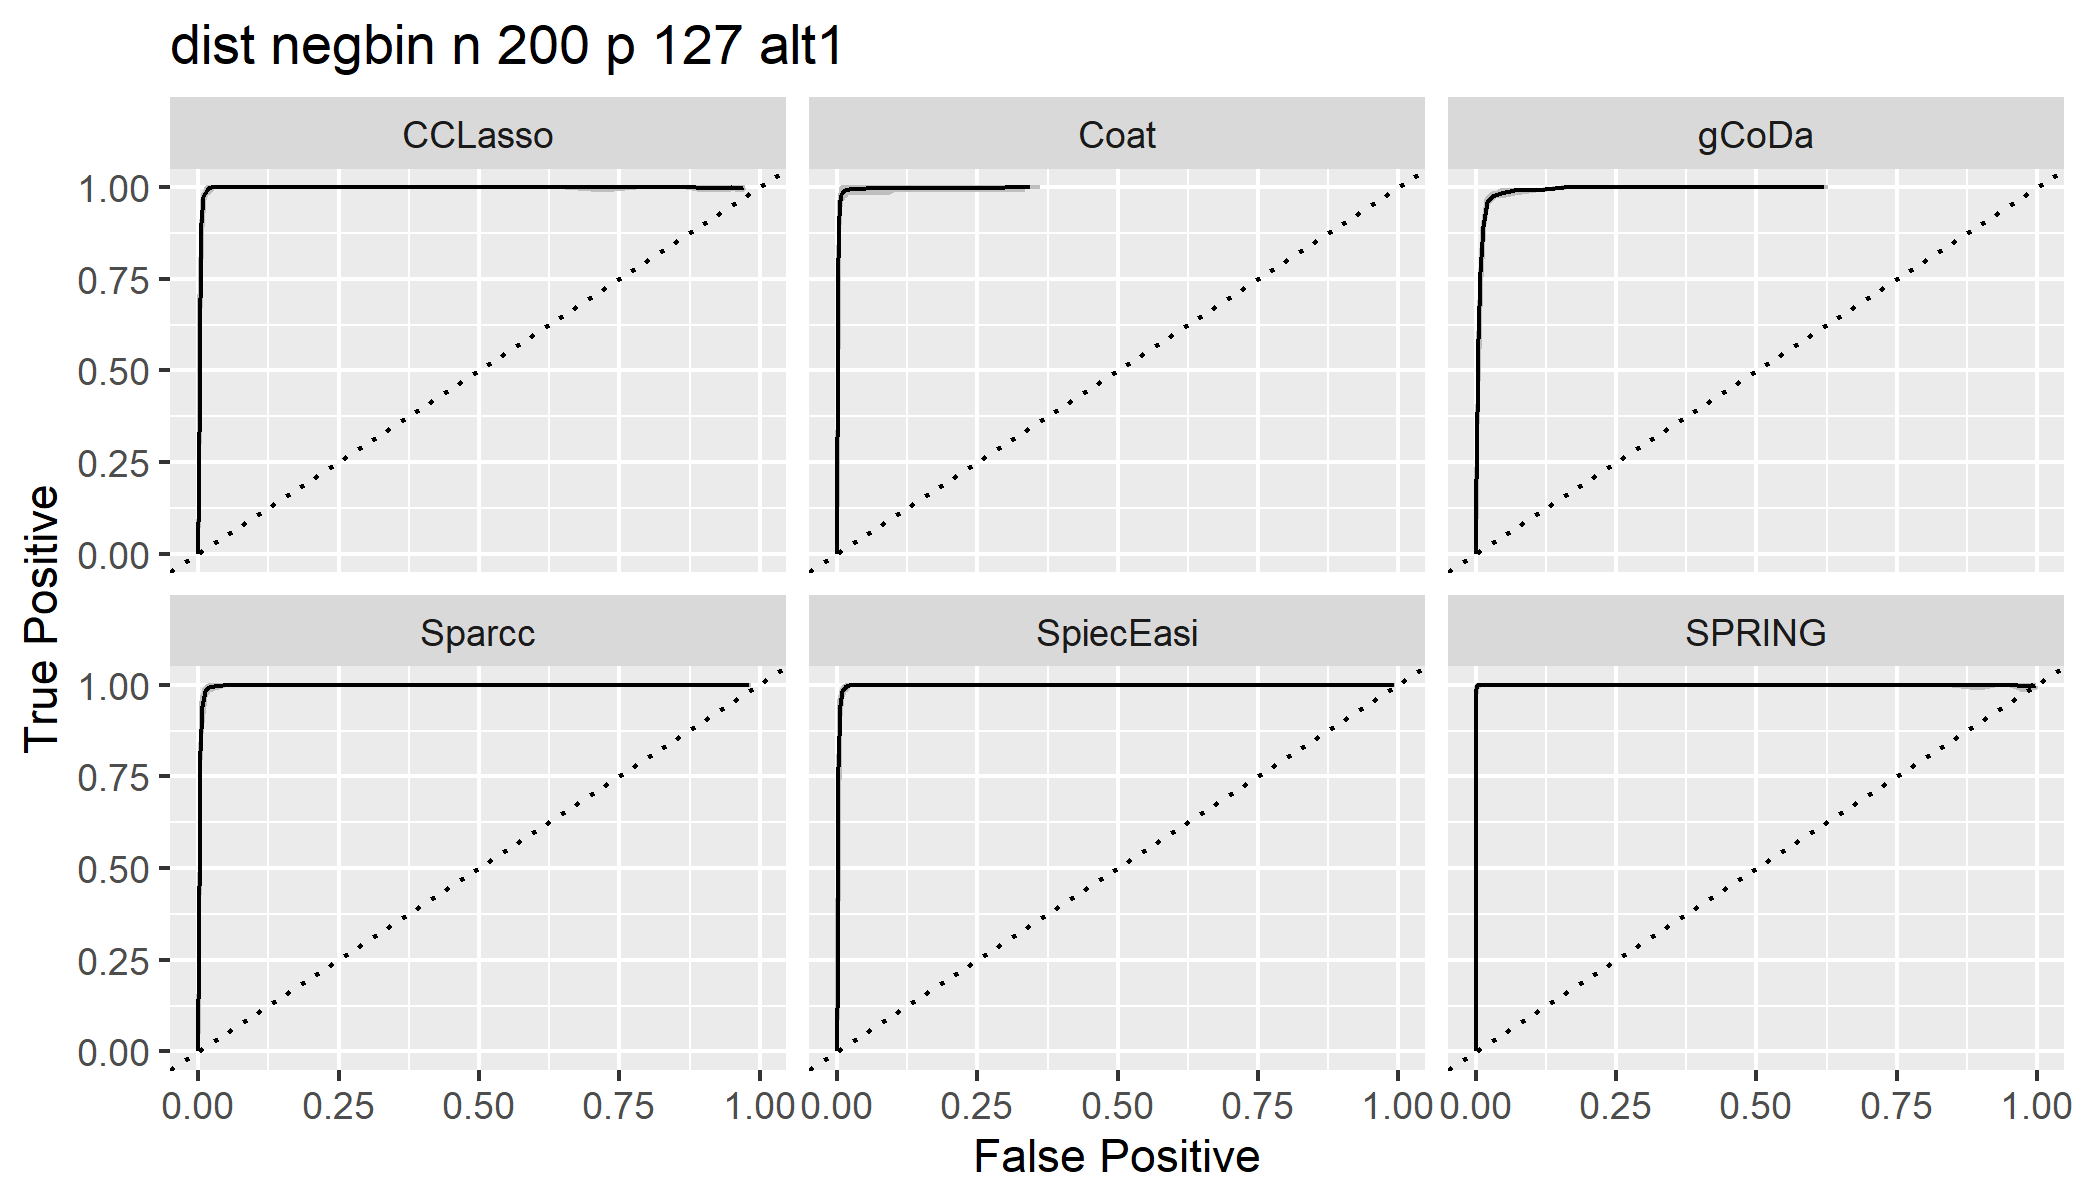 dist negbin n 200 p 127 alt1
CCLasso
Coat
gCoDa
1.00
0.75
0.50
0.25
0.00
Sparcc
SpiecEasi
SPRING
1.00
0.75
0.50
0.25
0.00
True Positive
0.00 0.25 0.50 0.75 1.00
0.00 0.25 0.50 0.75 1.00
0.00 0.25 0.50 0.75 1.00
False Positive